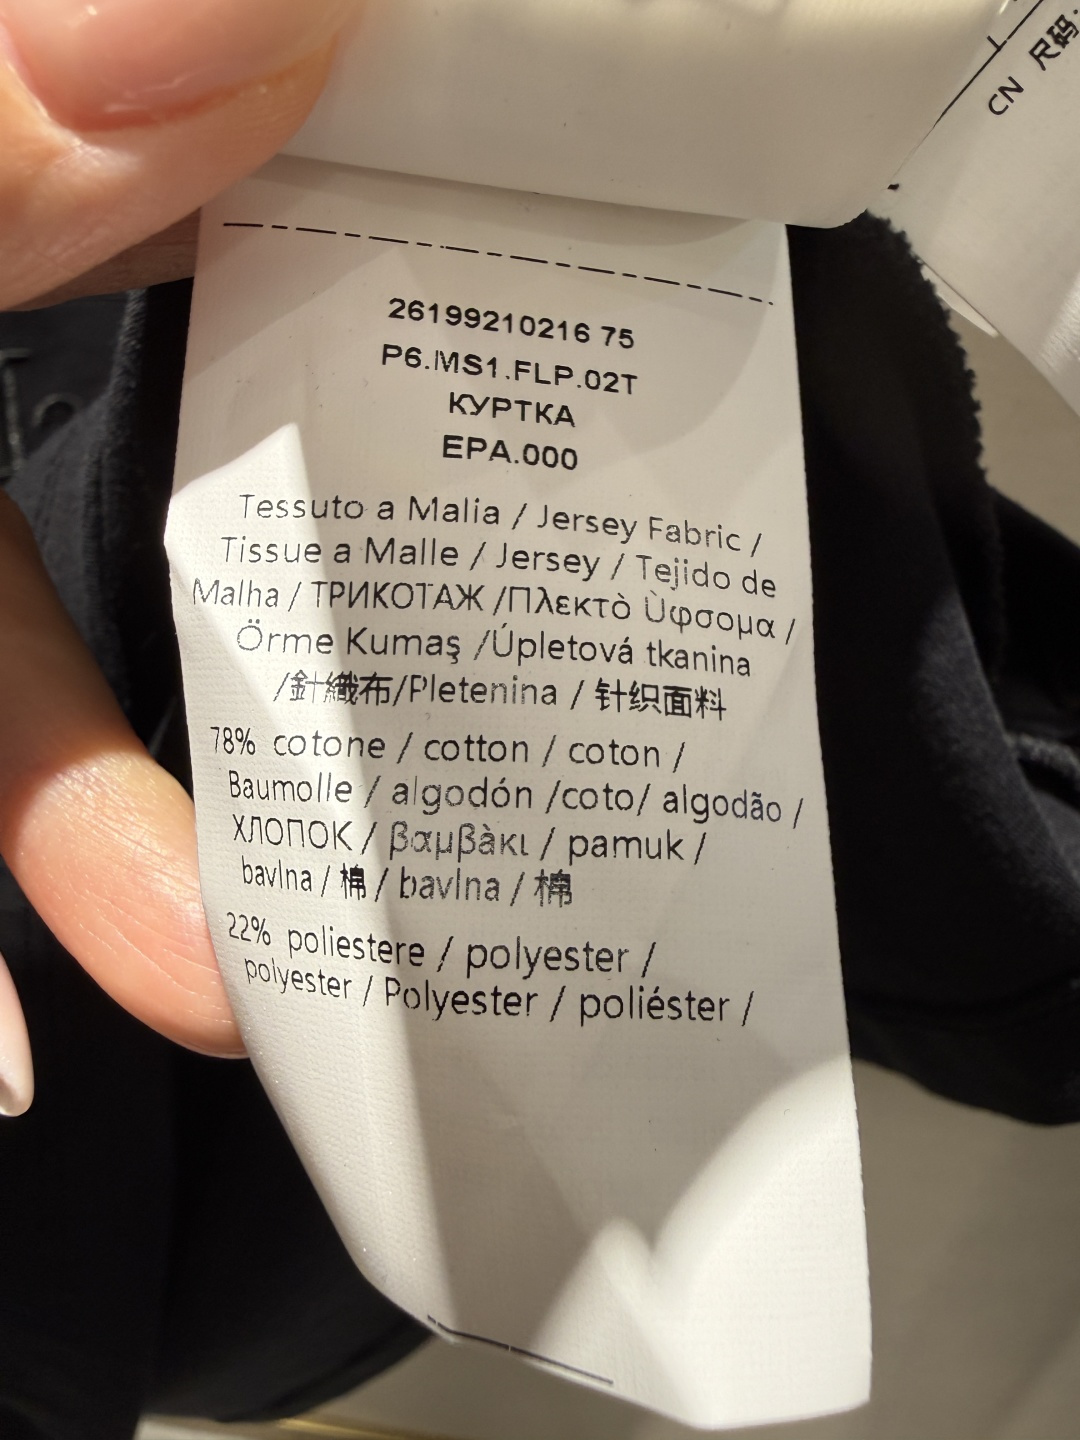 CN 尺码:
26199210216 75
P6.MS1.FLP.02T
КУРТКА
EPA.000
Tessuto a Malia / Jersey Fabric /
Tissue a Malle / Jersey / Tejido de
Malha / ТРИКОТАЖ /Πλεκτὸ Ὑφσομα /
Örme Kumaş /Úpletová tkanina
/針織布/Pletenina / 针织面料
78% cotone / cotton / coton /
Baumolle / algodón /coto/ algodão /
ХЛОПОК / βαμβὰκι / pamuk /
bavlna / 棉 / bavlna / 棉
22% poliestere / polyester /
polyester / Polyester / poliéster /